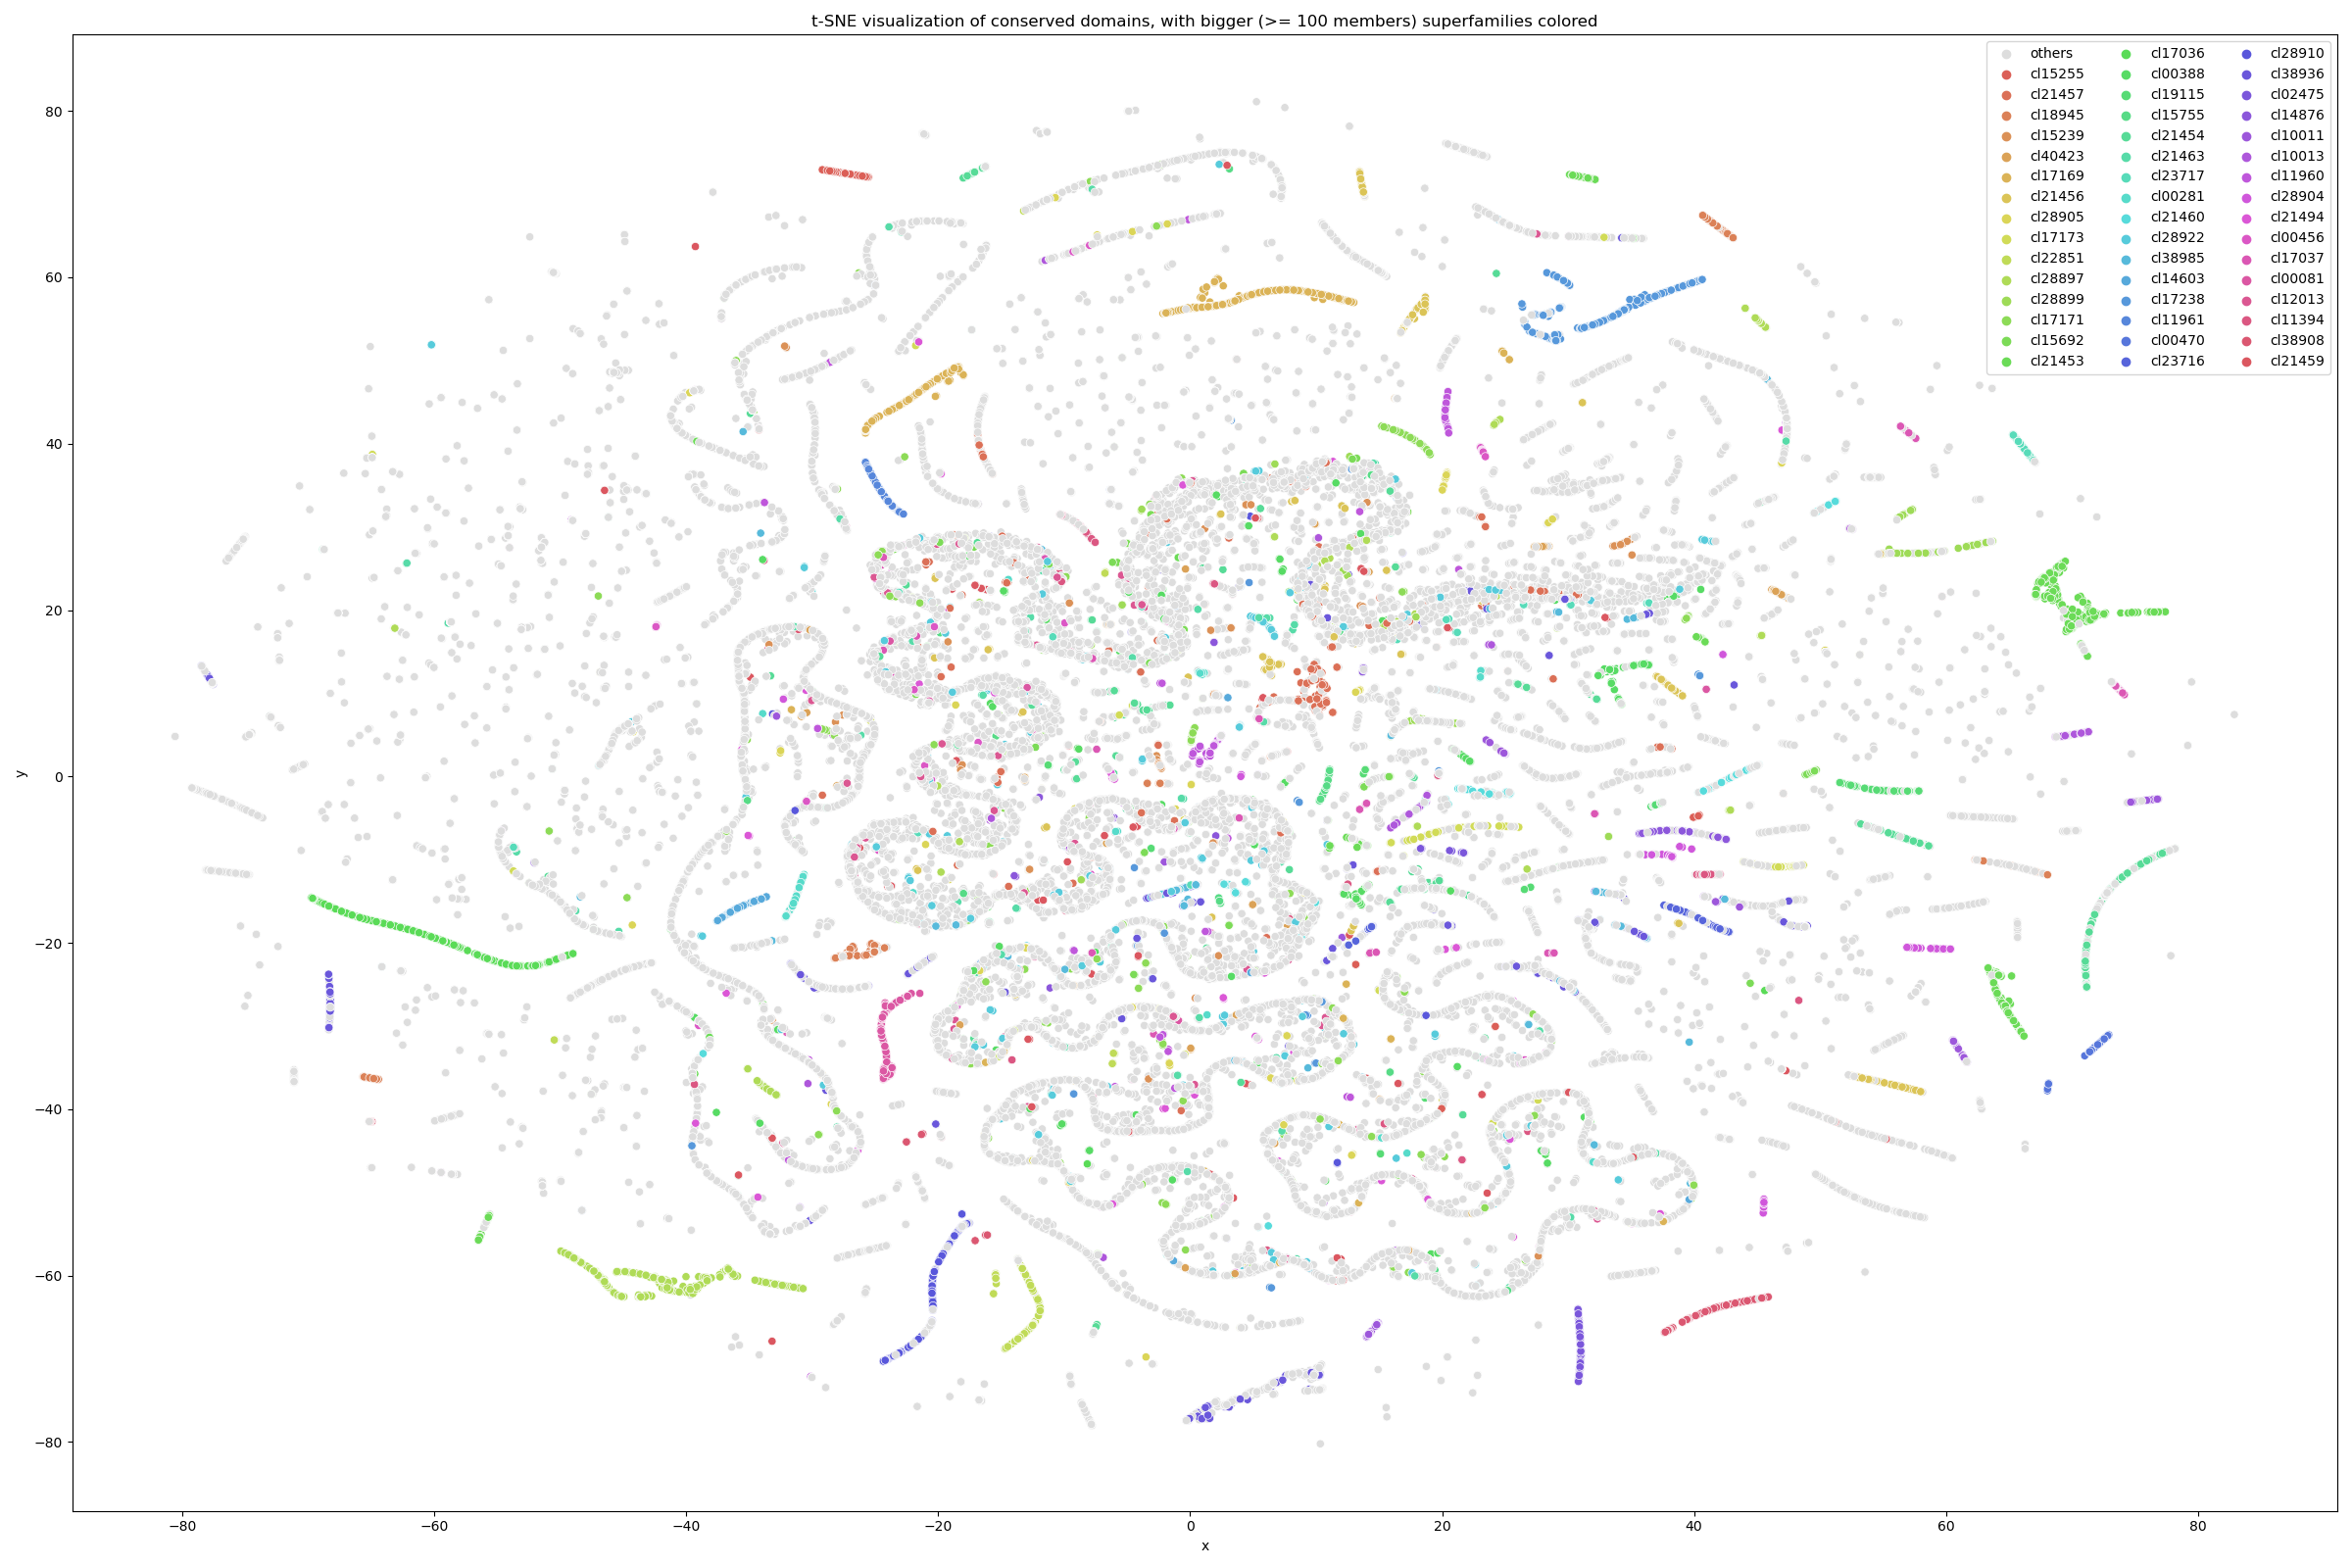 t-SNE visualization of conserved domains, with bigger (>= 100 members) superfamilies colored
others
cl15255
cl21457
cl18945
cl15239
cl40423
cl17169
cl21456
cl28905
cl17173
cl22851
cl28897
cl28899
cl17171
cl15692
cl21453
cl17036
cl00388
cl19115
cl15755
cl21454
cl21463
cl23717
cl00281
cl21460
cl28922
cl38985
cl14603
cl17238
cl11961
cl00470
cl23716
cl28910
cl38936
cl02475
cl14876
cl10011
cl10013
cl11960
cl28904
cl21494
cl00456
cl17037
cl00081
cl12013
cl11394
cl38908
cl21459
y
80
60
40
20
0
−20
−40
−60
−80
−80
−60
−40
−20
0
20
40
60
80
x